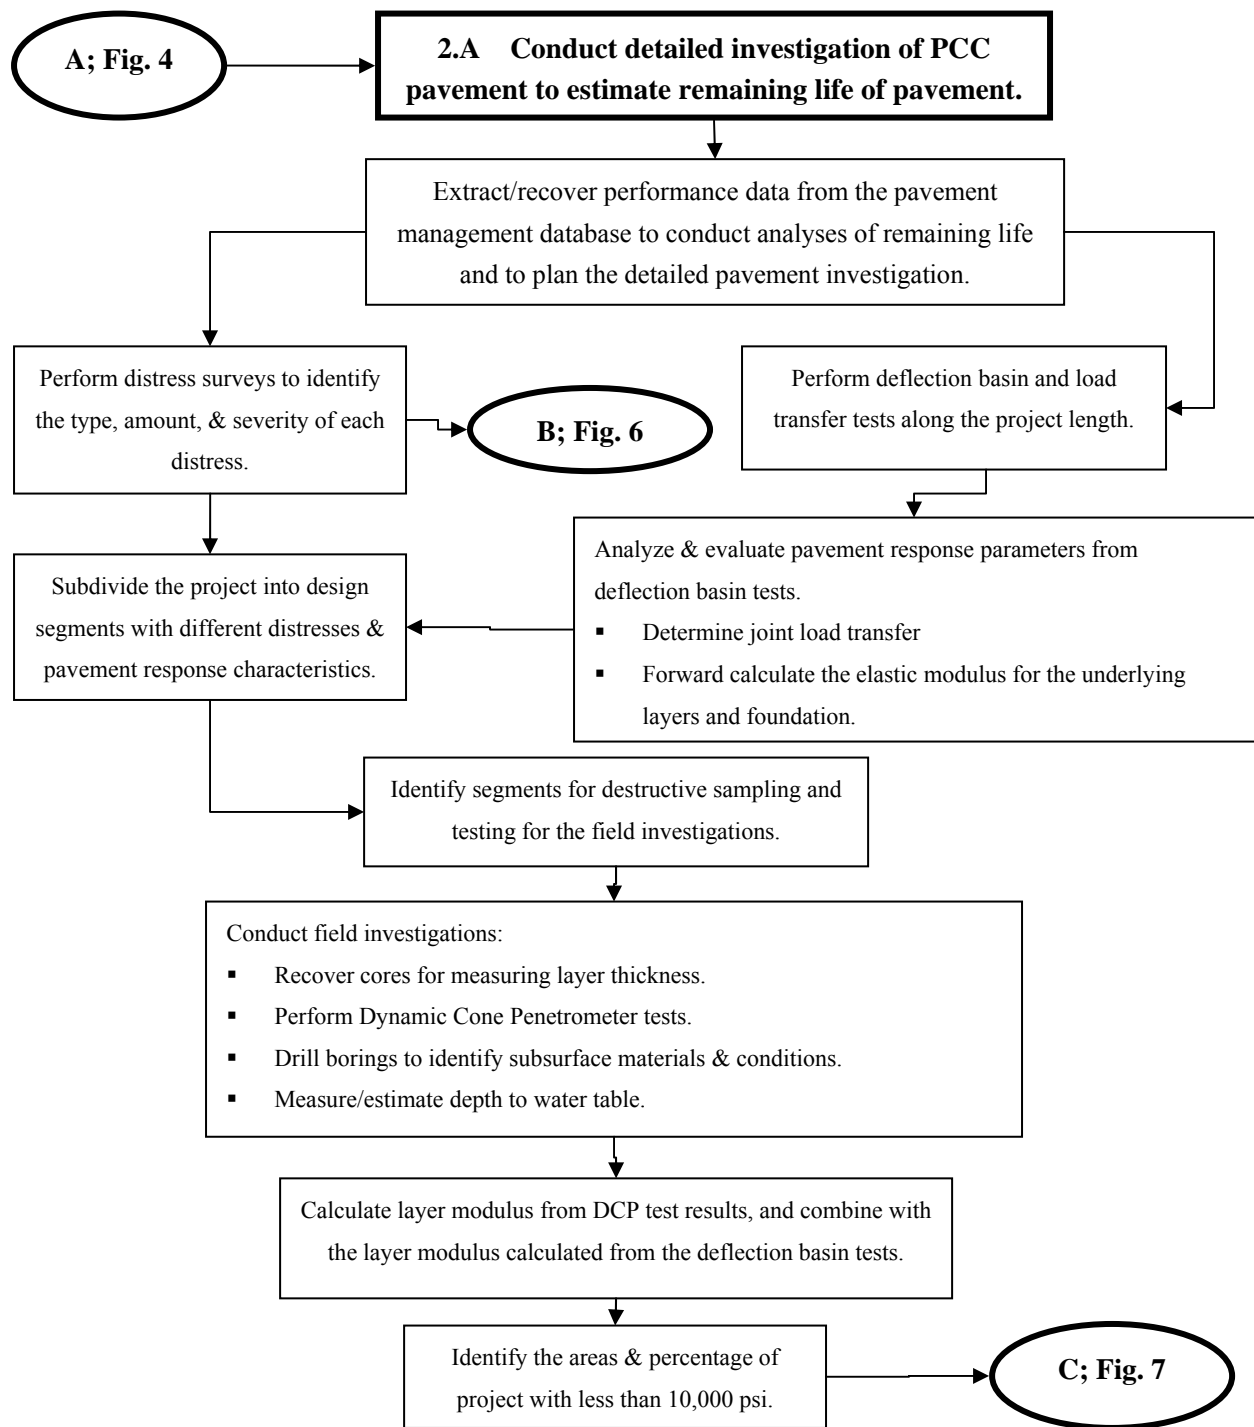 A; Fig. 4
2.A Conduct detailed investigation of PCC
pavement to estimate remaining life of pavement.
Extract/recover performance data from the pavement
management database to conduct analyses of remaining life
and to plan the detailed pavement investigation.
Perform distress surveys to identify
the type, amount, & severity of each
distress.
B; Fig. 6
Perform deflection basin and load
transfer tests along the project length.
Subdivide the project into design
segments with different distresses &
pavement response characteristics.
Analyze & evaluate pavement response parameters from
deflection basin tests.
▪ Determine joint load transfer
▪ Forward calculate the elastic modulus for the underlying
layers and foundation.
Identify segments for destructive sampling and
testing for the field investigations.
Conduct field investigations:
▪ Recover cores for measuring layer thickness.
▪ Perform Dynamic Cone Penetrometer tests.
▪ Drill borings to identify subsurface materials & conditions.
▪ Measure/estimate depth to water table.
Calculate layer modulus from DCP test results, and combine with
the layer modulus calculated from the deflection basin tests.
Identify the areas & percentage of
project with less than 10,000 psi.
C; Fig. 7